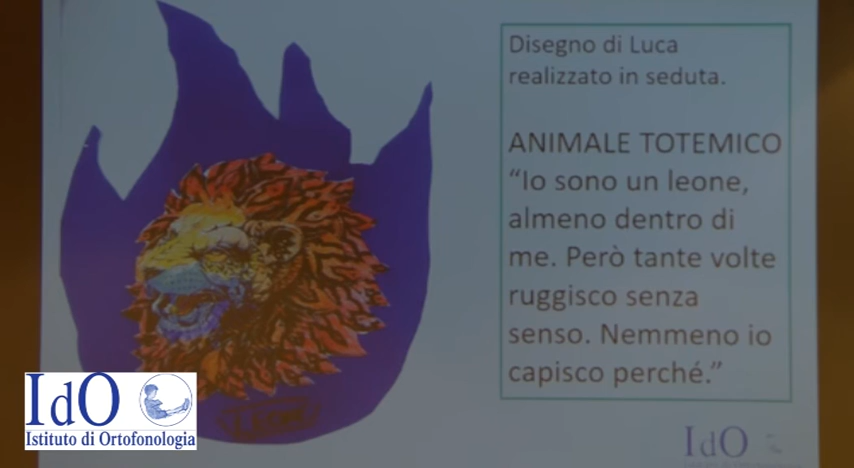 Disegno di Luca
realizzato in seduta.
ANIMALE TOTEMICO
“Io sono un leone,
almeno dentro di
me. Però tante volte
ruggisco senza
senso. Nemmeno io
capisco perché.”
IdO
IdO
Istituto di Ortofonologia